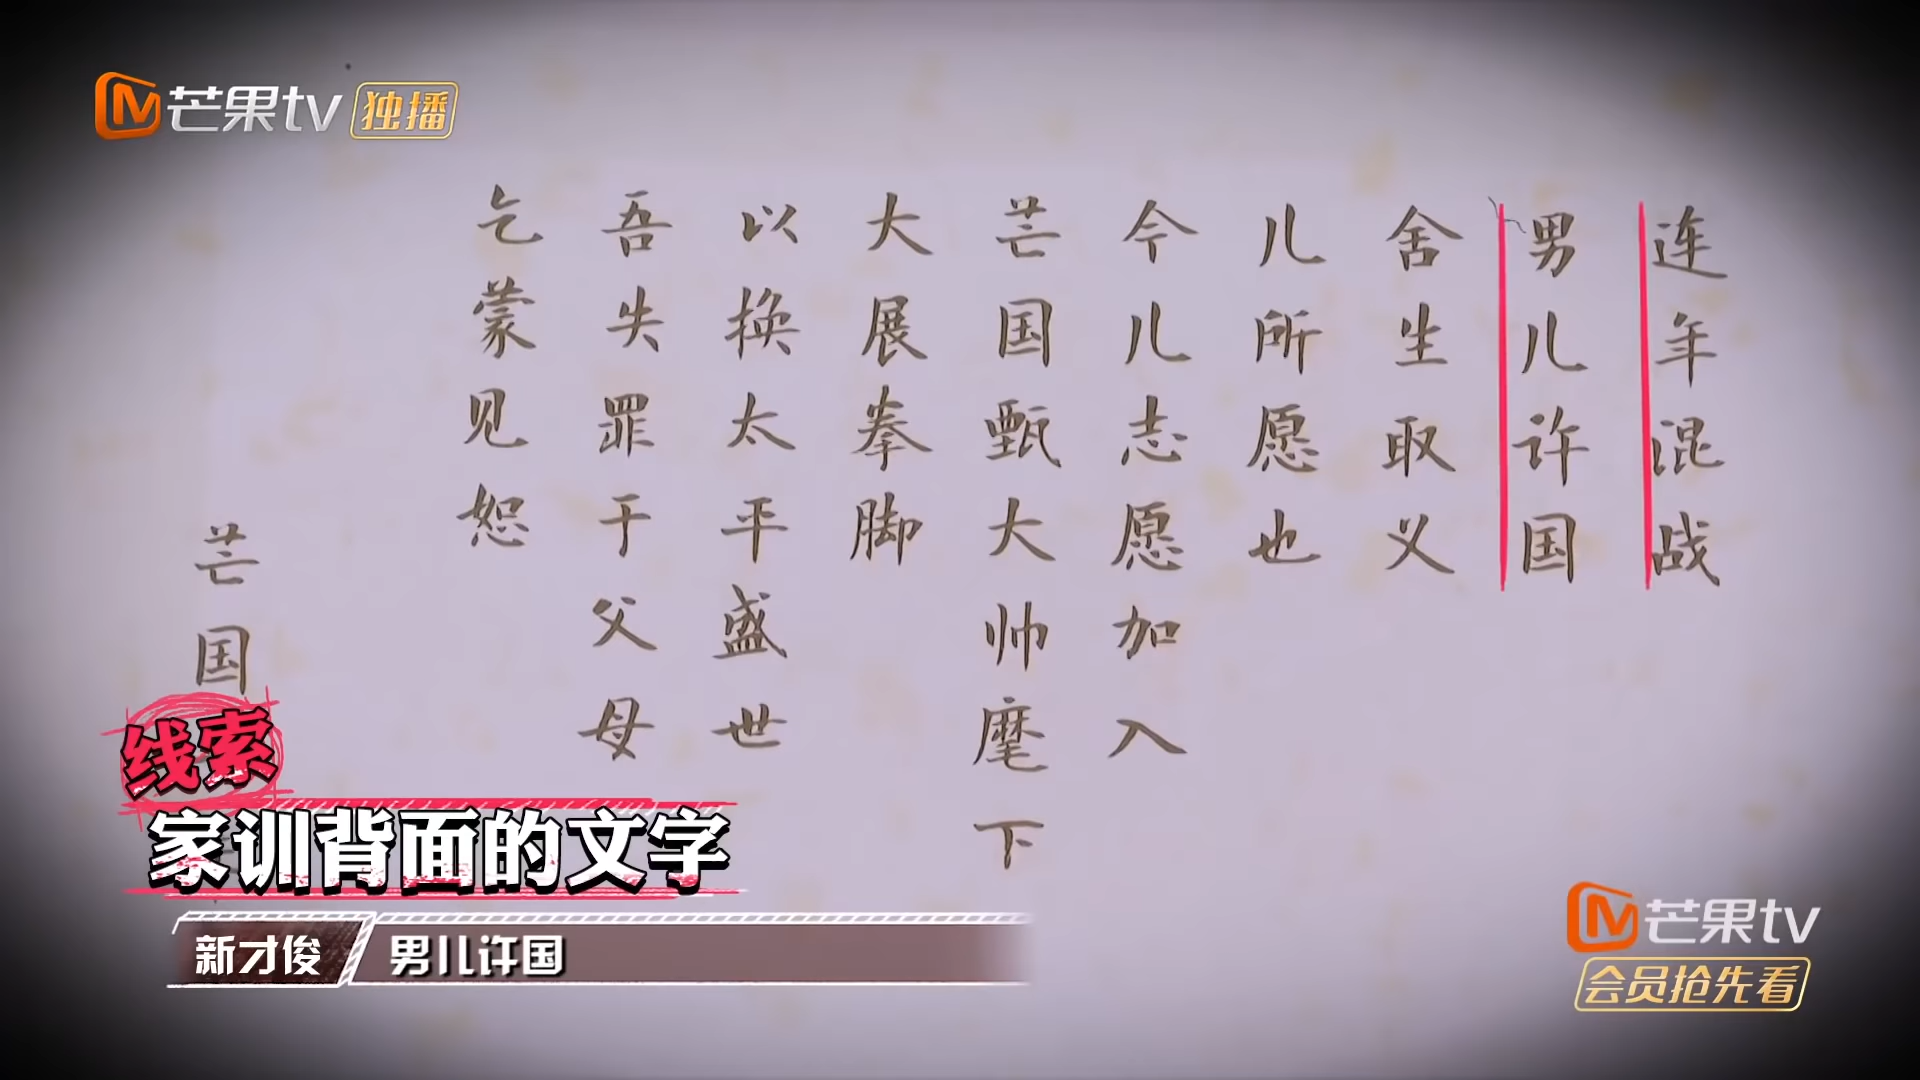 芒果tv 独播
连年混战
男儿许国
舍生取义
儿所愿也
今儿志愿加入
芒国甄大帅麾下
大展拳脚
以换太平盛世
吾失罪于父母
乞蒙见恕
芒国
线索
家训背面的文字
新才俊 男儿许国
芒果tv
会员抢先看